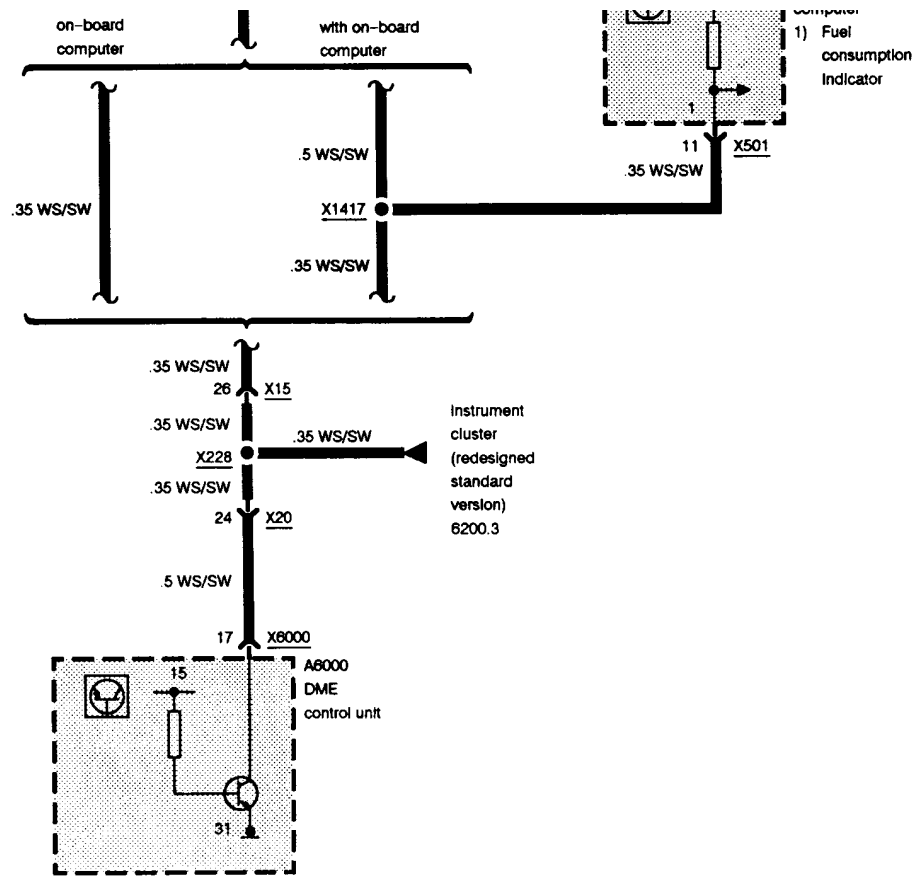 on-board
computer
with on-board
computer
computer
1) Fuel
consumption
indicator
1
11 X501
.35 WS/SW
.5 WS/SW
.35 WS/SW
X1417
.35 WS/SW
.35 WS/SW
26 X15
.35 WS/SW
X228
.35 WS/SW
.35 WS/SW
24 X20
Instrument
cluster
(redesigned
standard
version)
6200.3
.5 WS/SW
17 X6000
A6000
DME
control unit
15
31